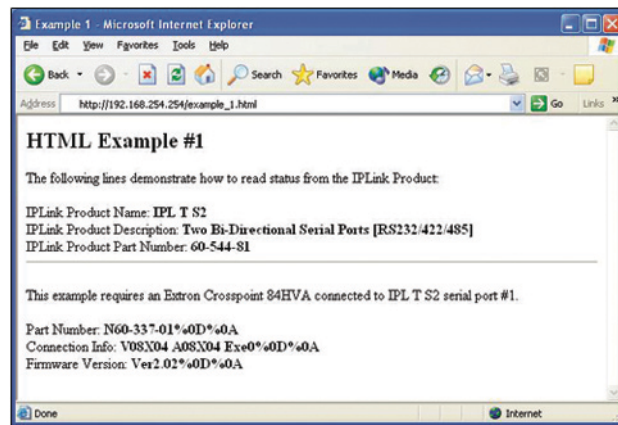 Example 1 - Microsoft Internet Explorer
File Edit View Favorites Tools Help
Back Search Favorites Media
Address http://192.168.254.254/example_1.html Go Links »
HTML Example #1
The following lines demonstrate how to read status from the IPLink Product:
IPLink Product Name: IPL T S2
IPLink Product Description: Two Bi-Directional Serial Ports [RS232/422/485]
IPLink Product Part Number: 60-544-81
This example requires an Extron Crosspoint 84HVA connected to IPL T S2 serial port #1.
Part Number: N60-337-01%0D%0A
Connection Info: V08X04 A08X04 Exe0%0D%0A
Firmware Version: Ver2.02%0D%0A
Done Internet